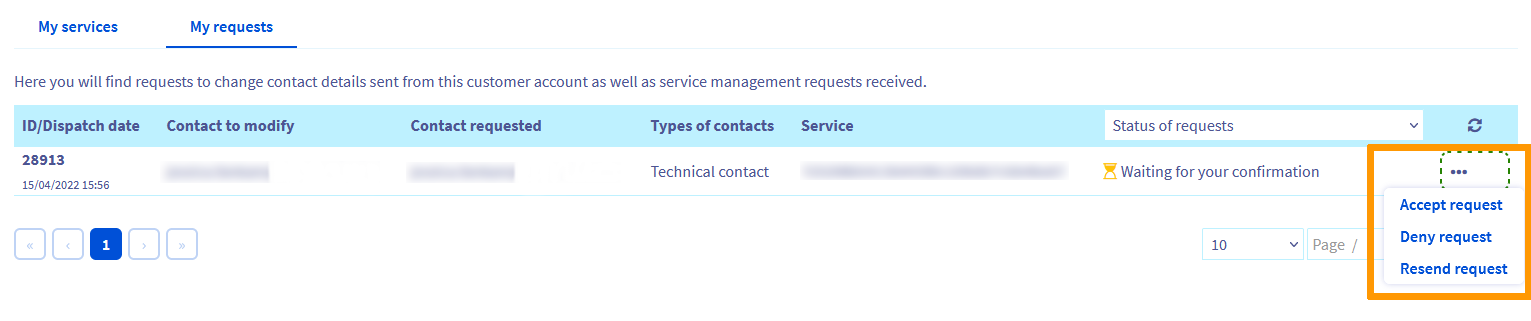 My services My requests
Here you will find requests to change contact details sent from this customer account as well as service management requests received.
ID/Dispatch date Contact to modify Contact requested Types of contacts Service Status of requests
28913
15/04/2022 15:56 Technical contact Waiting for your confirmation •••
Accept request
Deny request
Resend request
« ‹ 1 › » 10 Page /